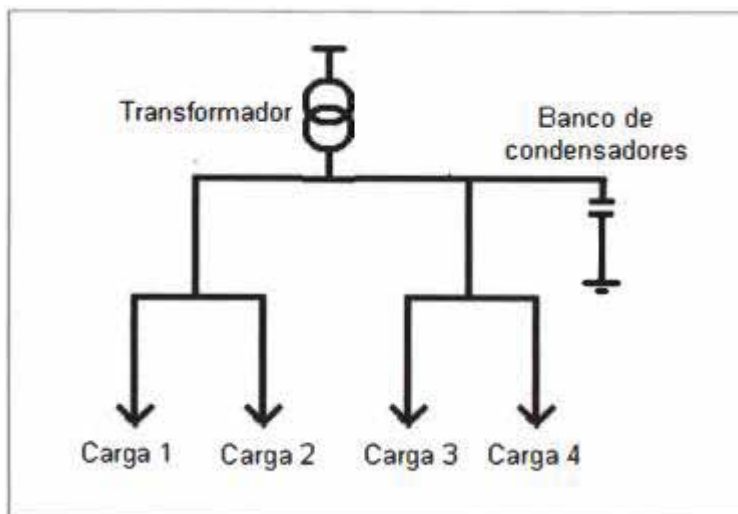 Transformador
Banco de
condensadores
Carga 1
Carga 2
Carga 3
Carga 4